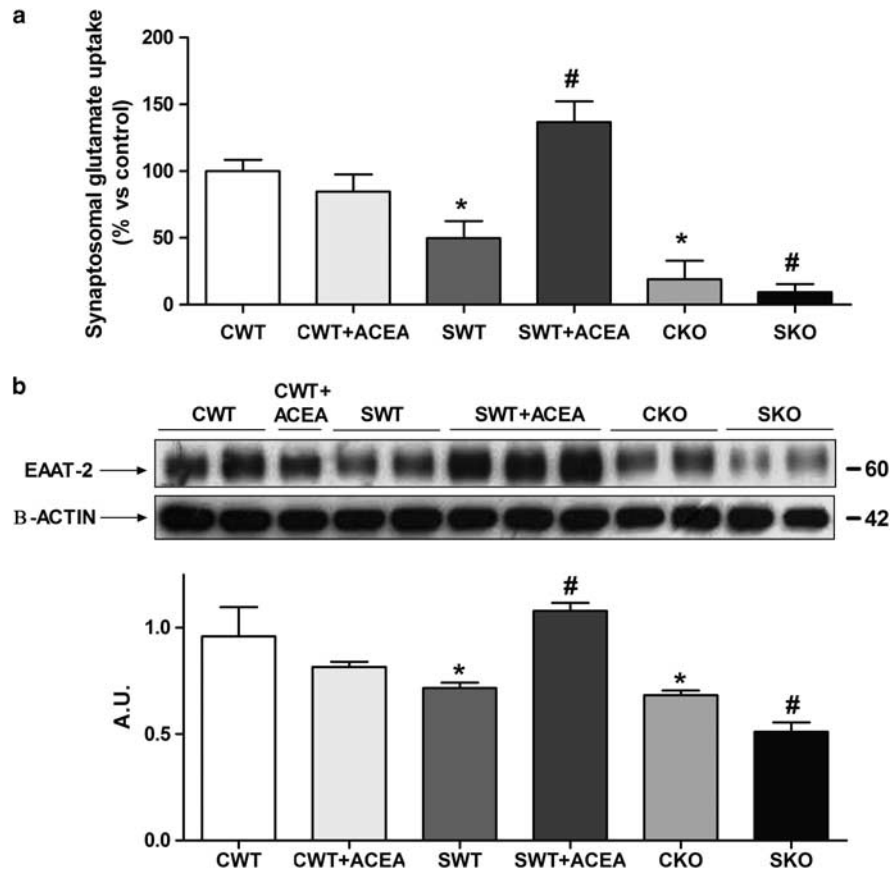 a
Synaptosomal glutamate uptake
(% vs control)
200
150
100
50
0
*
#
*
#
CWT CWT+ACEA SWT SWT+ACEA CKO SKO
b
CWT CWT+ ACEA SWT SWT+ACEA CKO SKO
EAAT-2 60
B-ACTIN 42
A.U.
1.0
0.5
0.0
*
#
*
#
CWT CWT+ACEA SWT SWT+ACEA CKO SKO